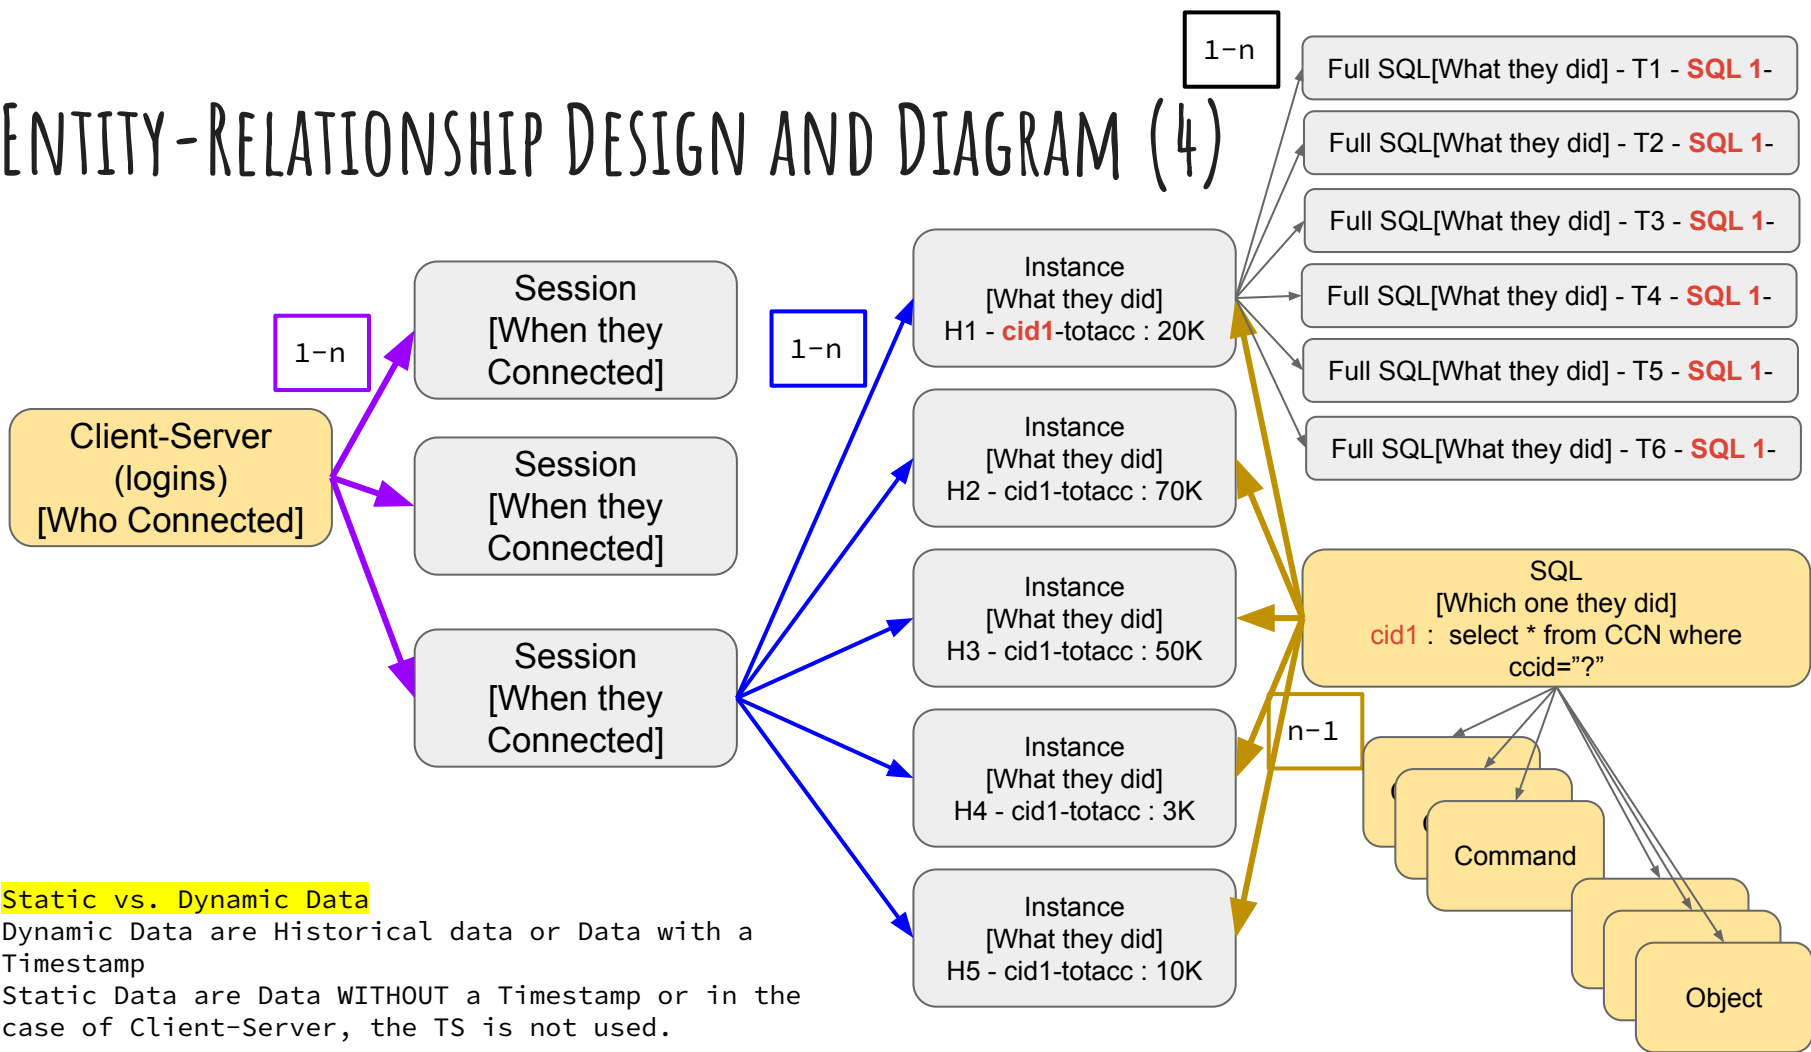 Entity-Relationship Design and Diagram (4)
1-n
Full SQL[What they did] - T1 - SQL 1-
Full SQL[What they did] - T2 - SQL 1-
Full SQL[What they did] - T3 - SQL 1-
Full SQL[What they did] - T4 - SQL 1-
Full SQL[What they did] - T5 - SQL 1-
Full SQL[What they did] - T6 - SQL 1-
Client-Server
(logins)
[Who Connected]
1-n
Session
[When they
Connected]
Session
[When they
Connected]
Session
[When they
Connected]
1-n
Instance
[What they did]
H1 - cid1-totacc : 20K
Instance
[What they did]
H2 - cid1-totacc : 70K
Instance
[What they did]
H3 - cid1-totacc : 50K
Instance
[What they did]
H4 - cid1-totacc : 3K
Instance
[What they did]
H5 - cid1-totacc : 10K
SQL
[Which one they did]
cid1 :  select * from CCN where
ccid=”?”
n-1
Command
Object
Static vs. Dynamic Data
Dynamic Data are Historical data or Data with a
Timestamp
Static Data are Data WITHOUT a Timestamp or in the
case of Client-Server, the TS is not used.